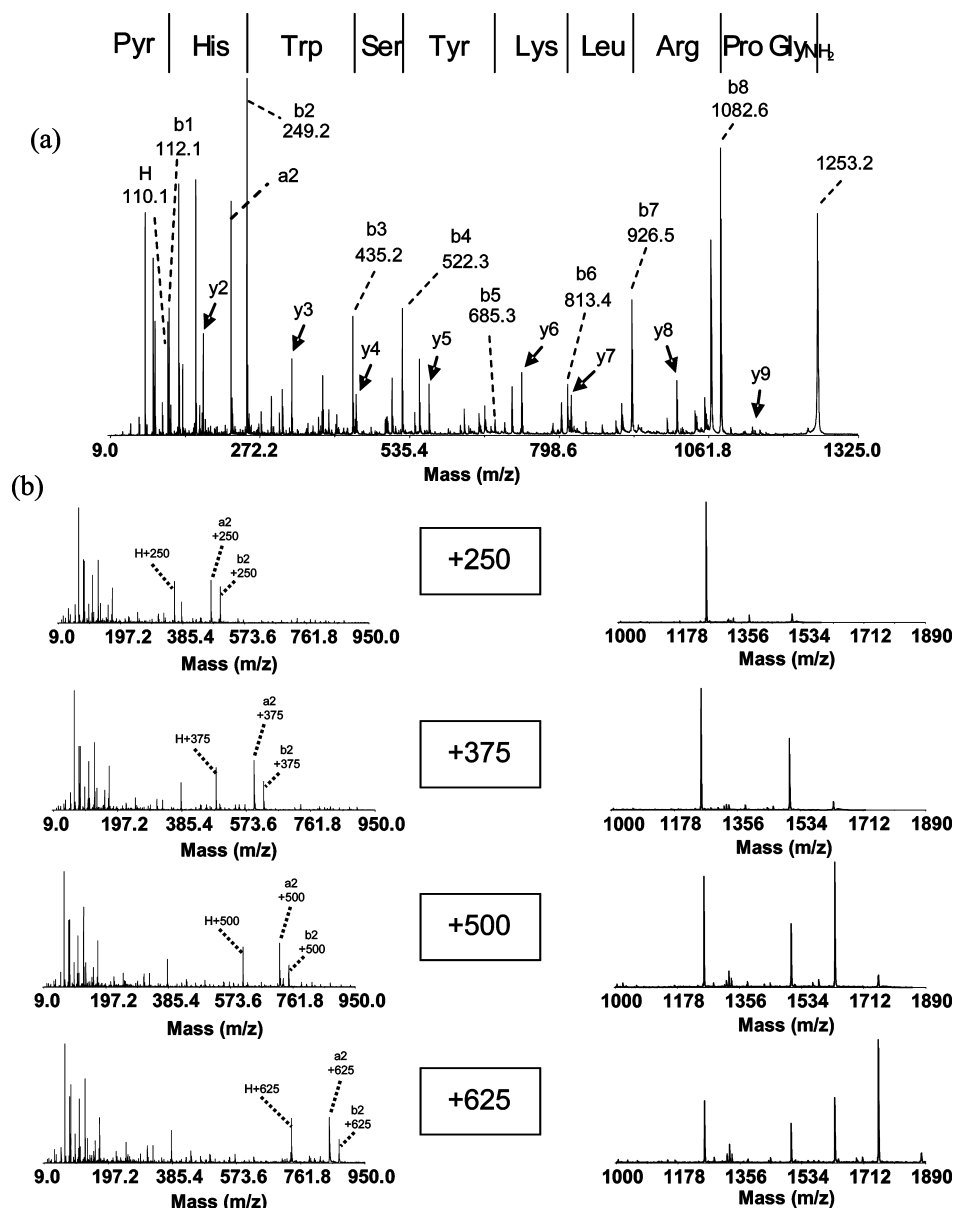 Pyr His Trp Ser Tyr Lys Leu Arg Pro Gly NH2
(a)
b8
1082.6
b2
249.2
b1
112.1
1253.2
H
110.1
a2
b7
926.5
b3
435.2
b4
522.3
b6
813.4
b5
685.3
y2
y3
y4
y5
y6
y7
y8
y9
9.0 272.2 535.4 798.6 1061.8 1325.0
Mass (m/z)
(b)
H+250
a2
+250
b2
+250
9.0 197.2 385.4 573.6 761.8 950.0
Mass (m/z)
+250
1000 1178 1356 1534 1712 1890
Mass (m/z)
H+375
a2
+375
b2
+375
9.0 197.2 385.4 573.6 761.8 950.0
Mass (m/z)
+375
1000 1178 1356 1534 1712 1890
Mass (m/z)
H+500
a2
+500
b2
+500
9.0 197.2 385.4 573.6 761.8 950.0
Mass (m/z)
+500
1000 1178 1356 1534 1712 1890
Mass (m/z)
H+625
a2
+625
b2
+625
9.0 197.2 385.4 573.6 761.8 950.0
Mass (m/z)
+625
1000 1178 1356 1534 1712 1890
Mass (m/z)